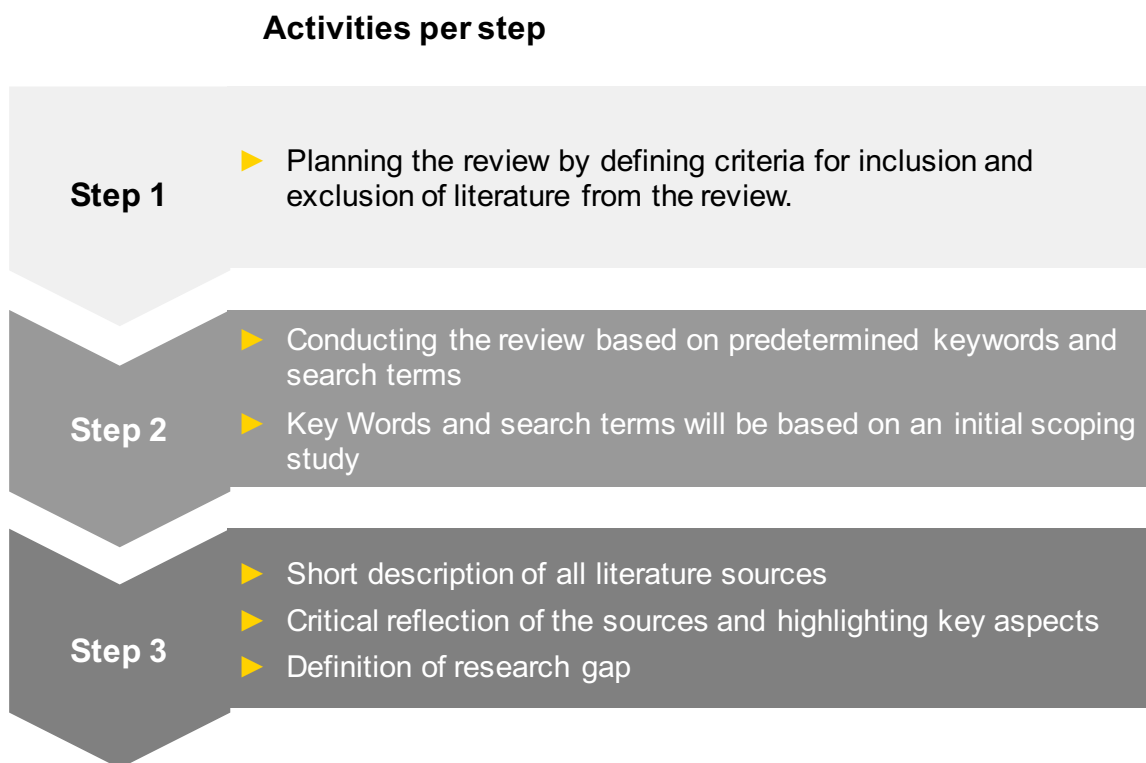 Activities per step
Step 1
Planning the review by defining criteria for inclusion and
exclusion of literature from the review.
Step 2
Conducting the review based on predetermined keywords and
search terms
Key Words and search terms will be based on an initial scoping
study
Step 3
Short description of all literature sources
Critical reflection of the sources and highlighting key aspects
Definition of research gap